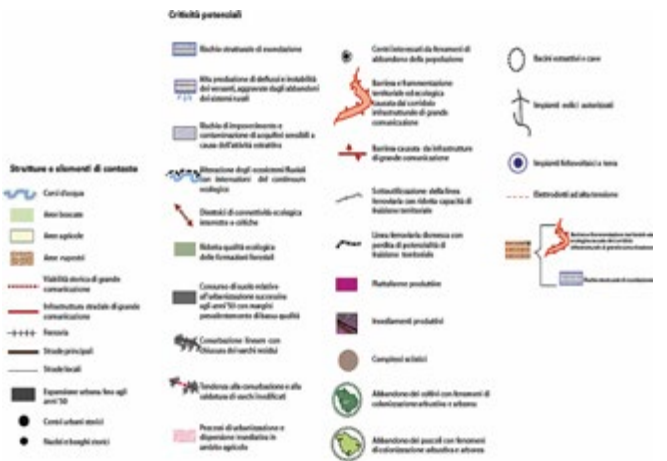 Criticità potenziali
Rischio strutturale di esondazione
Alta produzione di deflussi e instabilità
dei versanti, aggravate dagli abbandoni
dei sistemi rurali
Rischio di impoverimento e
contaminazione di acquiferi sensibili a
causa dell'attività estrattiva
Alterazione degli ecosistemi fluviali
con interruzioni del continuum
ecologico
Direttrici di connettività ecologica
interrotte o critiche
Ridotta qualità ecologica
delle formazioni forestali
Consumo di suolo relativo
all'urbanizzazione successiva
agli anni '50 con margini
prevalentemente di bassa qualità
Conurbazione lineare con
chiusura dei varchi residui
Tendenza alla conurbazione e alla
saldatura di varchi inedificati
Processi di urbanizzazione e
dispersione insediativa in
ambito agricolo
Strutture e elementi di contesto
Corsi d'acqua
Aree boscate
Aree agricole
Aree rupestri
Viabilità storica di grande
comunicazione
Infrastrutture stradale di grande
comunicazione
Ferrovia
Strade principali
Strade locali
Espansione urbana fino agli
anni '50
Centri urbani storici
Nuclei e borghi storici
Centri interessati da fenomeni di
abbandono della popolazione
Barriera e frammentazione
territoriale ed ecologica
causata dal corridoio
infrastrutturale di grande
comunicazione
Barriera causata da infrastrutture
di grande comunicazione
Sottoutilizzazione della linea
ferroviaria con ridotta capacità di
fruizione territoriale
Linea ferroviaria dismessa con
perdita di potenzialità di
fruizione territoriale
Piattaforme produttive
Insediamenti produttivi
Complessi sciistici
Abbandono dei coltivi con fenomeni di
colonizzazione arbustiva e arborea
Abbandono dei pascoli con fenomeni
di colonizzazione arbustiva e arborea
Bacini estrattivi e cave
Impianti eolici autorizzati
Impianti fotovoltaici a terra
Elettrodotti ad alta tensione
Rischio strutturale di esondazione